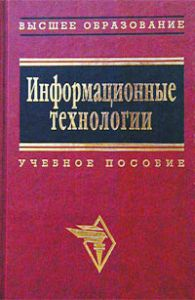 ВЫСШЕЕ ОБРАЗОВАНИЕ
Информационные
технологии
УЧЕБНОЕ ПОСОБИЕ